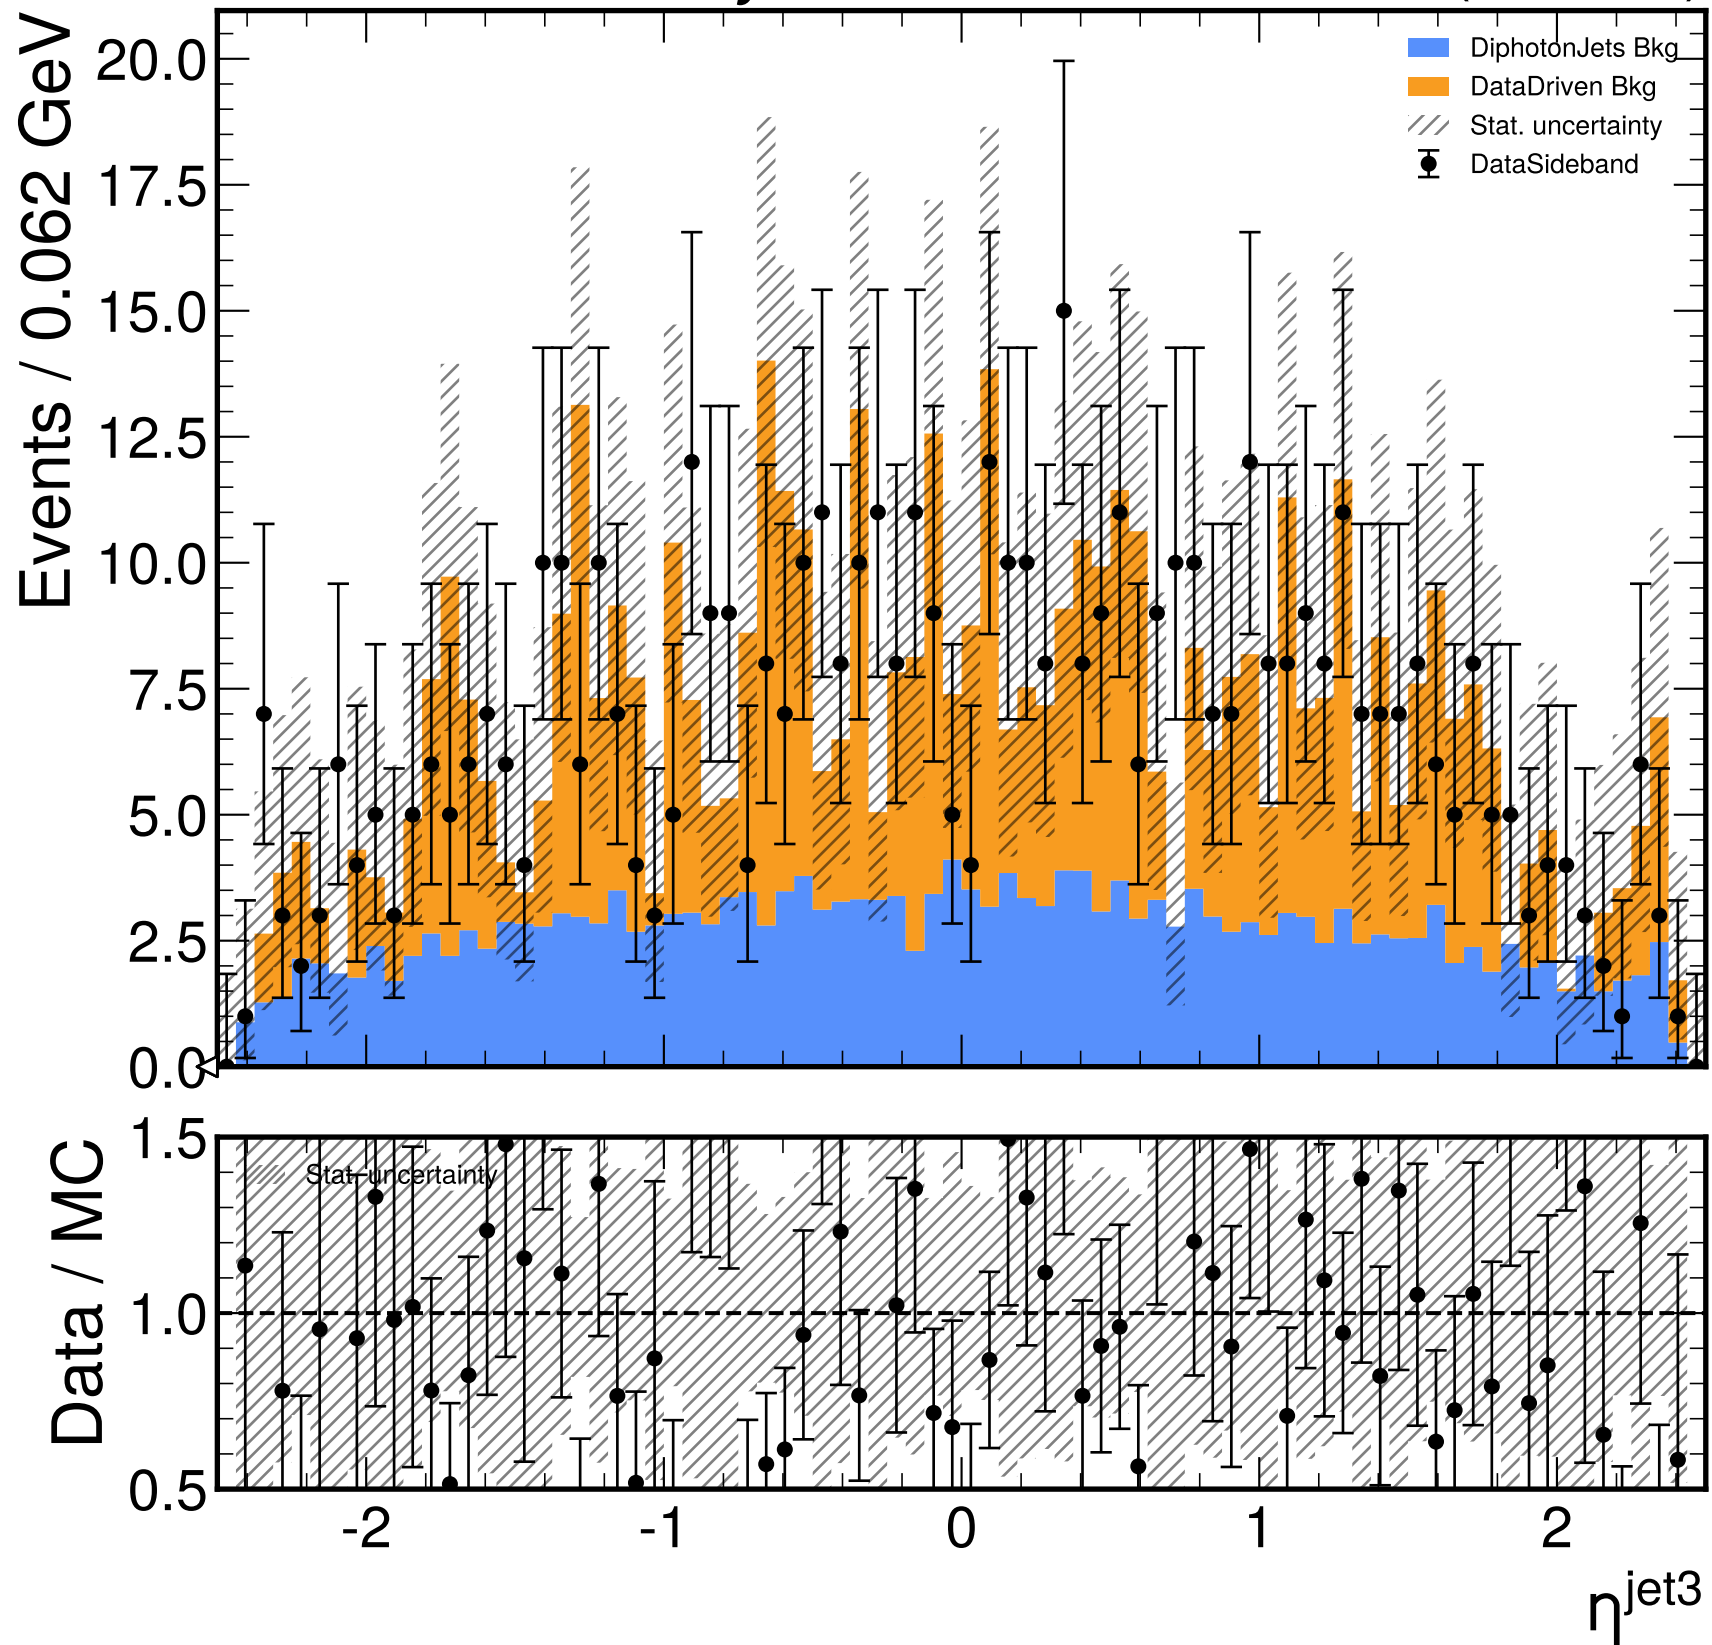 Events / 0.062 GeV
20.0
17.5
15.0
12.5
10.0
7.5
5.0
2.5
0.0
DiphotonJets Bkg
DataDriven Bkg
Stat. uncertainty
DataSideband
Data / MC
1.5
1.0
0.5
Stat. uncertainty
-2 -1 0 1 2
η^jet3